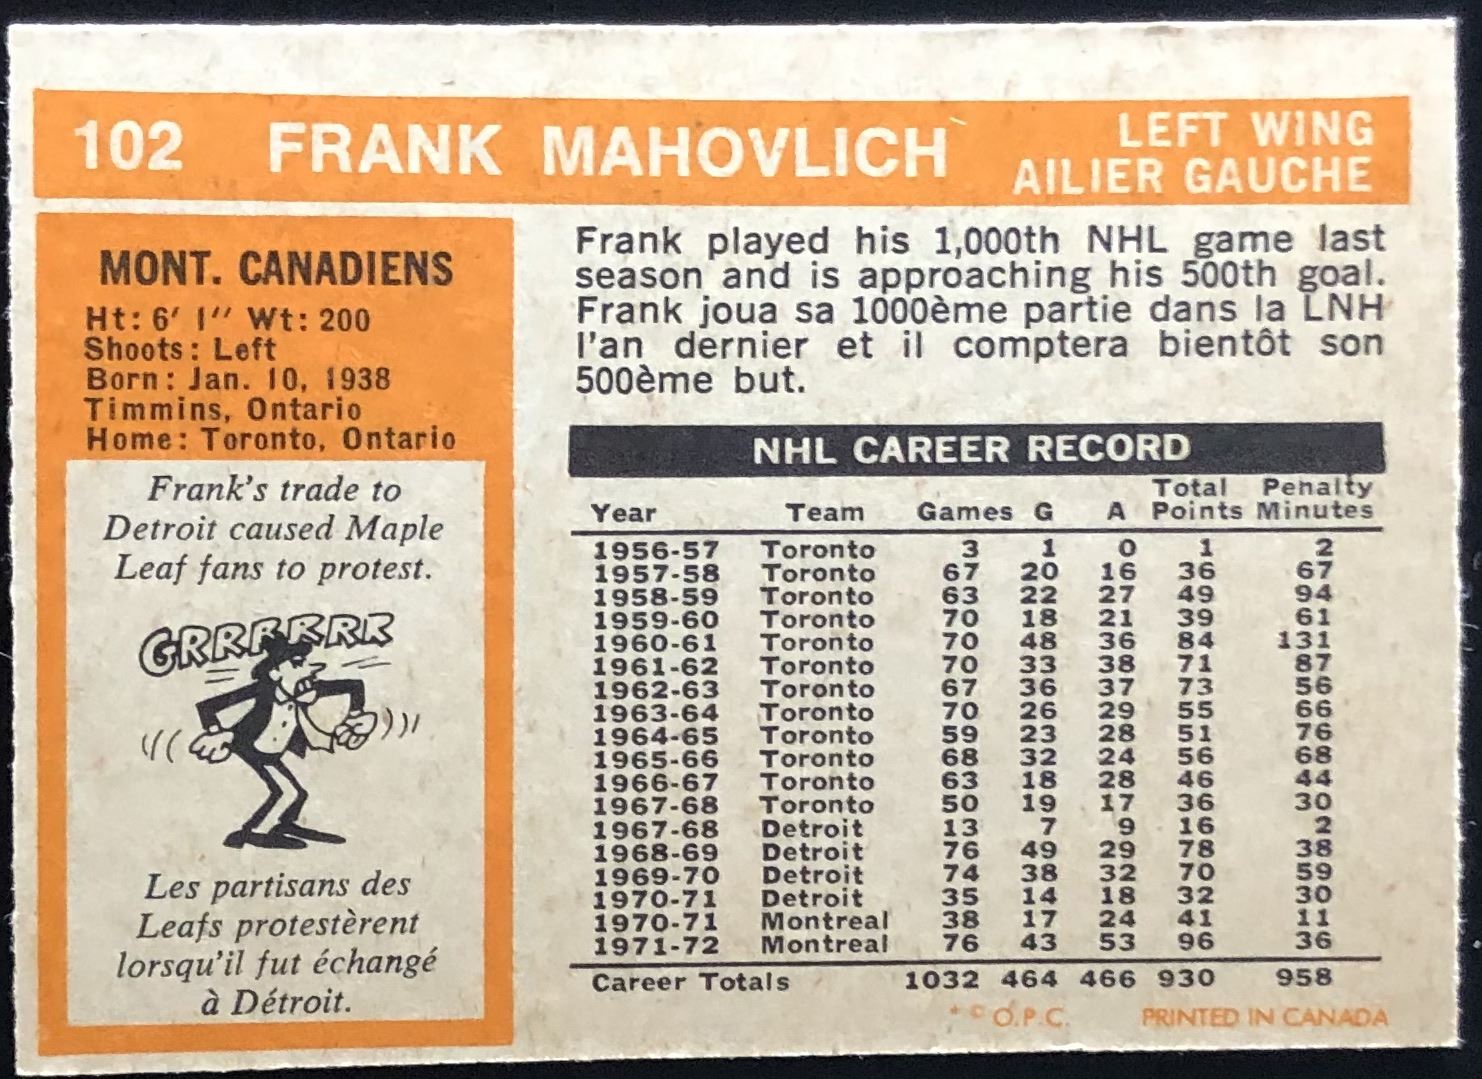 102 FRANK MAHOVLICH LEFT WING
AILIER GAUCHE
MONT. CANADIENS
Ht: 6' 1" Wt: 200
Shoots: Left
Born: Jan. 10, 1938
Timmins, Ontario
Home: Toronto, Ontario
Frank's trade to
Detroit caused Maple
Leaf fans to protest.
GRRRRRR
Les partisans des
Leafs protestèrent
lorsqu'il fut échangé
à Détroit.
Frank played his 1,000th NHL game last
season and is approaching his 500th goal.
Frank joua sa 1000ème partie dans la LNH
l'an dernier et il comptera bientôt son
500ème but.
NHL CAREER RECORD
Year Team Games G A Total Points Penalty Minutes
1956-57 Toronto 3 1 0 1 2
1957-58 Toronto 67 20 16 36 67
1958-59 Toronto 63 22 27 49 94
1959-60 Toronto 70 18 21 39 61
1960-61 Toronto 70 48 36 84 131
1961-62 Toronto 70 33 38 71 87
1962-63 Toronto 67 36 37 73 56
1963-64 Toronto 70 26 29 55 66
1964-65 Toronto 59 23 28 51 76
1965-66 Toronto 68 32 24 56 68
1966-67 Toronto 63 18 28 46 44
1967-68 Toronto 50 19 17 36 30
1967-68 Detroit 13 7 9 16 2
1968-69 Detroit 76 49 29 78 38
1969-70 Detroit 74 38 32 70 59
1970-71 Detroit 35 14 18 32 30
1970-71 Montreal 38 17 24 41 11
1971-72 Montreal 76 43 53 96 36
Career Totals 1032 464 466 930 958
* © O.P.C. PRINTED IN CANADA